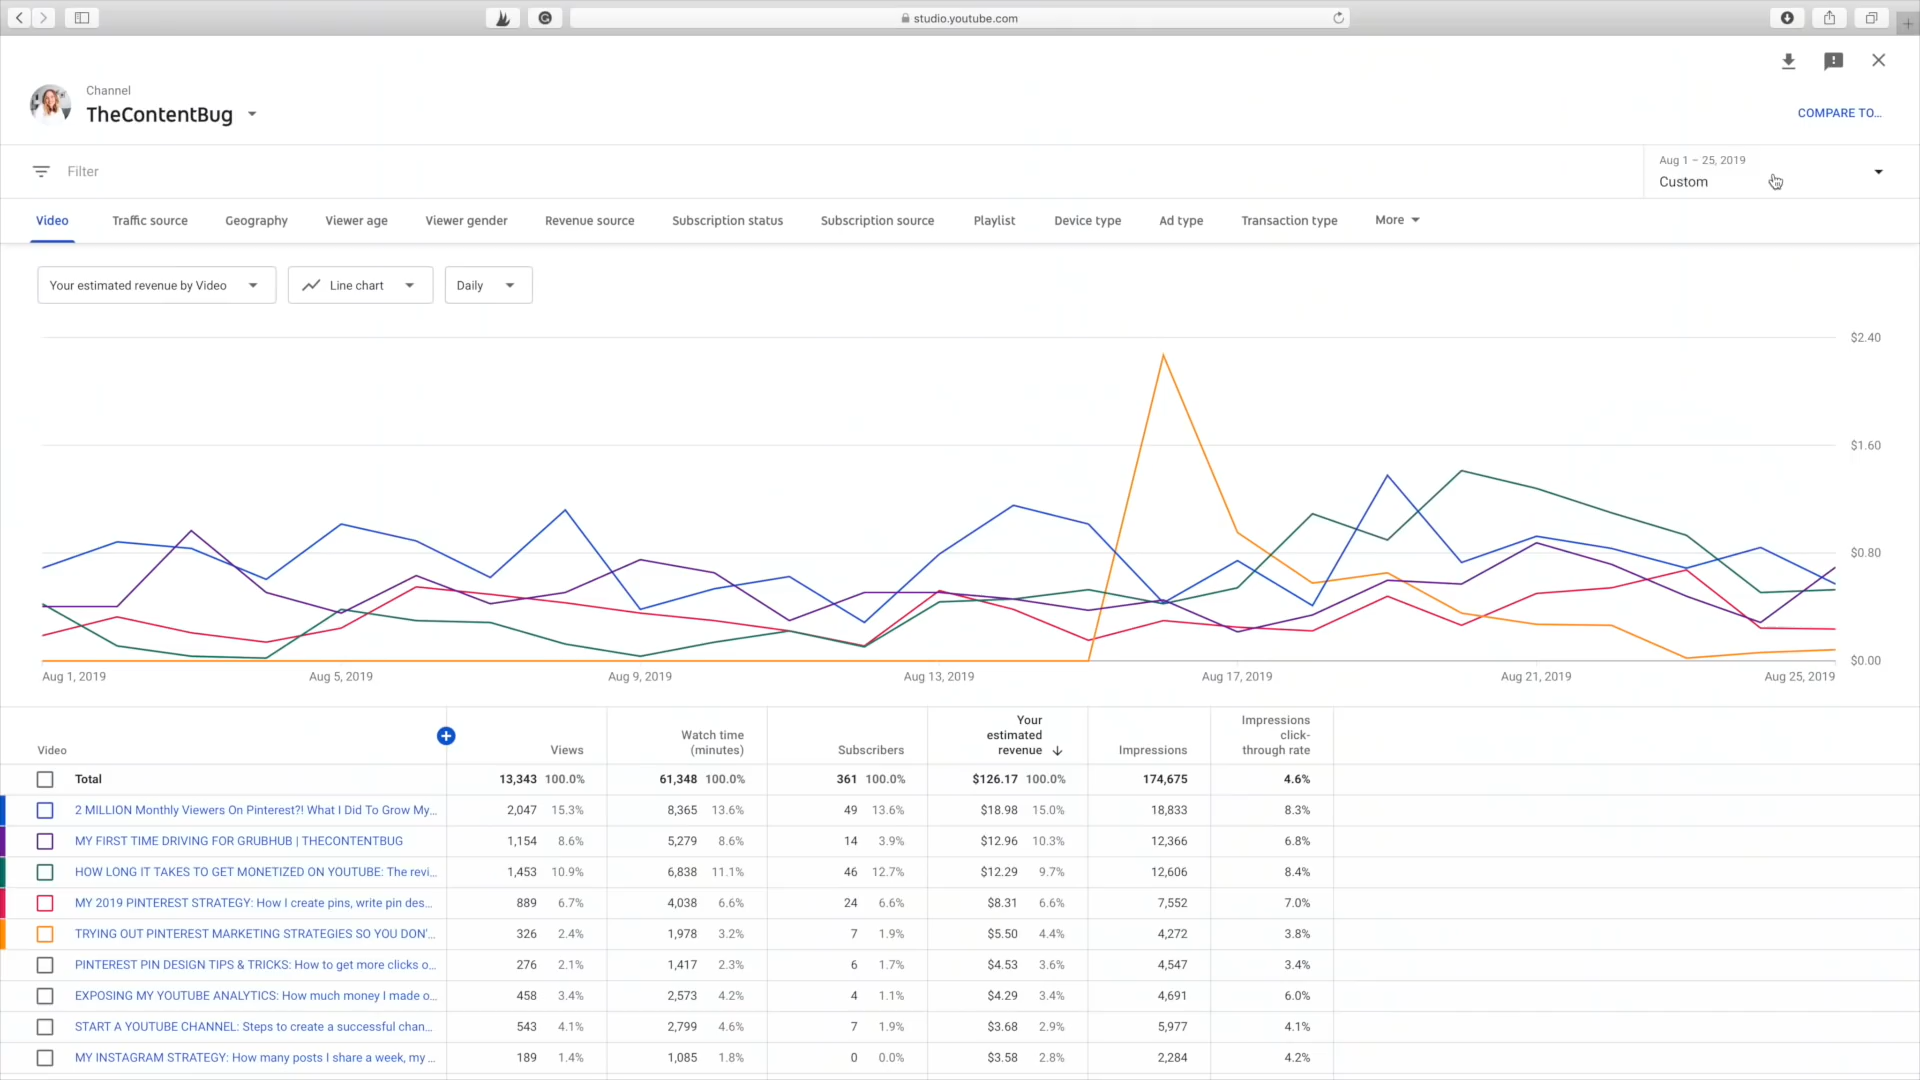 studio.youtube.com
Channel
TheContentBug
COMPARE TO...
Filter
Aug 1 – 25, 2019
Custom
Video Traffic source Geography Viewer age Viewer gender Revenue source Subscription status Subscription source Playlist Device type Ad type Transaction type More
Your estimated revenue by Video Line chart Daily
$2.40
$1.60
$0.80
$0.00
Aug 1, 2019 Aug 5, 2019 Aug 9, 2019 Aug 13, 2019 Aug 17, 2019 Aug 21, 2019 Aug 25, 2019
Video Views Watch time (minutes) Subscribers Your estimated revenue Impressions Impressions click-through rate
Total 13,343 100.0% 61,348 100.0% 361 100.0% $126.17 100.0% 174,675 4.6%
2 MILLION Monthly Viewers On Pinterest?! What I Did To Grow My... 2,047 15.3% 8,365 13.6% 49 13.6% $18.98 15.0% 18,833 8.3%
MY FIRST TIME DRIVING FOR GRUBHUB | THECONTENTBUG 1,154 8.6% 5,279 8.6% 14 3.9% $12.96 10.3% 12,366 6.8%
HOW LONG IT TAKES TO GET MONETIZED ON YOUTUBE: The revi... 1,453 10.9% 6,838 11.1% 46 12.7% $12.29 9.7% 12,606 8.4%
MY 2019 PINTEREST STRATEGY: How I create pins, write pin des... 889 6.7% 4,038 6.6% 24 6.6% $8.31 6.6% 7,552 7.0%
TRYING OUT PINTEREST MARKETING STRATEGIES SO YOU DON'... 326 2.4% 1,978 3.2% 7 1.9% $5.50 4.4% 4,272 3.8%
PINTEREST PIN DESIGN TIPS & TRICKS: How to get more clicks o... 276 2.1% 1,417 2.3% 6 1.7% $4.53 3.6% 4,547 3.4%
EXPOSING MY YOUTUBE ANALYTICS: How much money I made o... 458 3.4% 2,573 4.2% 4 1.1% $4.29 3.4% 4,691 6.0%
START A YOUTUBE CHANNEL: Steps to create a successful chan... 543 4.1% 2,799 4.6% 7 1.9% $3.68 2.9% 5,977 4.1%
MY INSTAGRAM STRATEGY: How many posts I share a week, my ... 189 1.4% 1,085 1.8% 0 0.0% $3.58 2.8% 2,284 4.2%